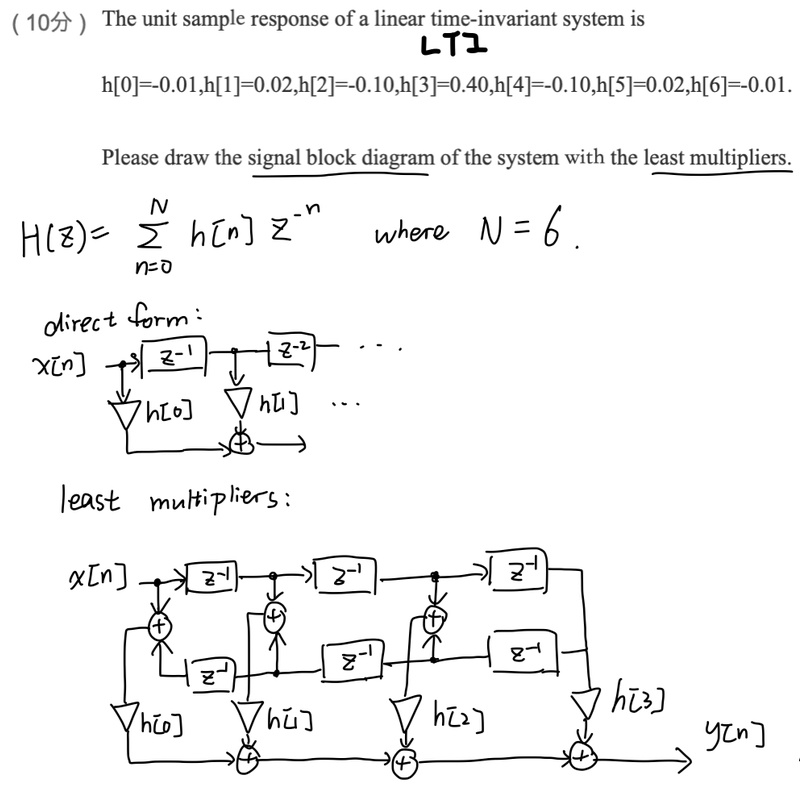 (10分) The unit sample response of a linear time-invariant system is
LTI
h[0]=-0.01,h[1]=0.02,h[2]=-0.10,h[3]=0.40,h[4]=-0.10,h[5]=0.02,h[6]=-0.01.
Please draw the signal block diagram of the system with the least multipliers.
H(z)= N Σ n=0 h[n] z⁻ⁿ where N = 6.
direct form:
x[n] z⁻¹ z⁻² ...
h[0] h[1] ...
+
least multipliers:
x[n] z⁻¹ z⁻¹ z⁻¹
+ + +
z⁻¹ z⁻¹ z⁻¹
h[0] h[1] h[2] h[3]
+ + + y[n]